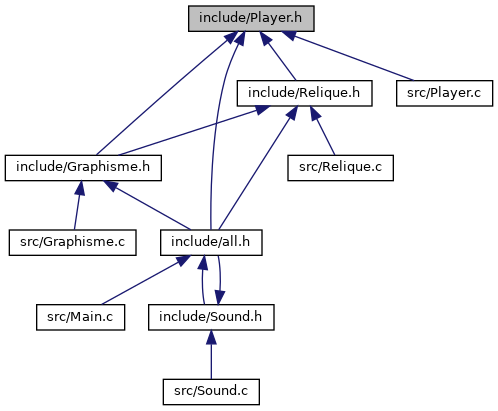 include/Player.h
include/Relique.h
src/Player.c
include/Graphisme.h
src/Relique.c
src/Graphisme.c
include/all.h
src/Main.c
include/Sound.h
src/Sound.c